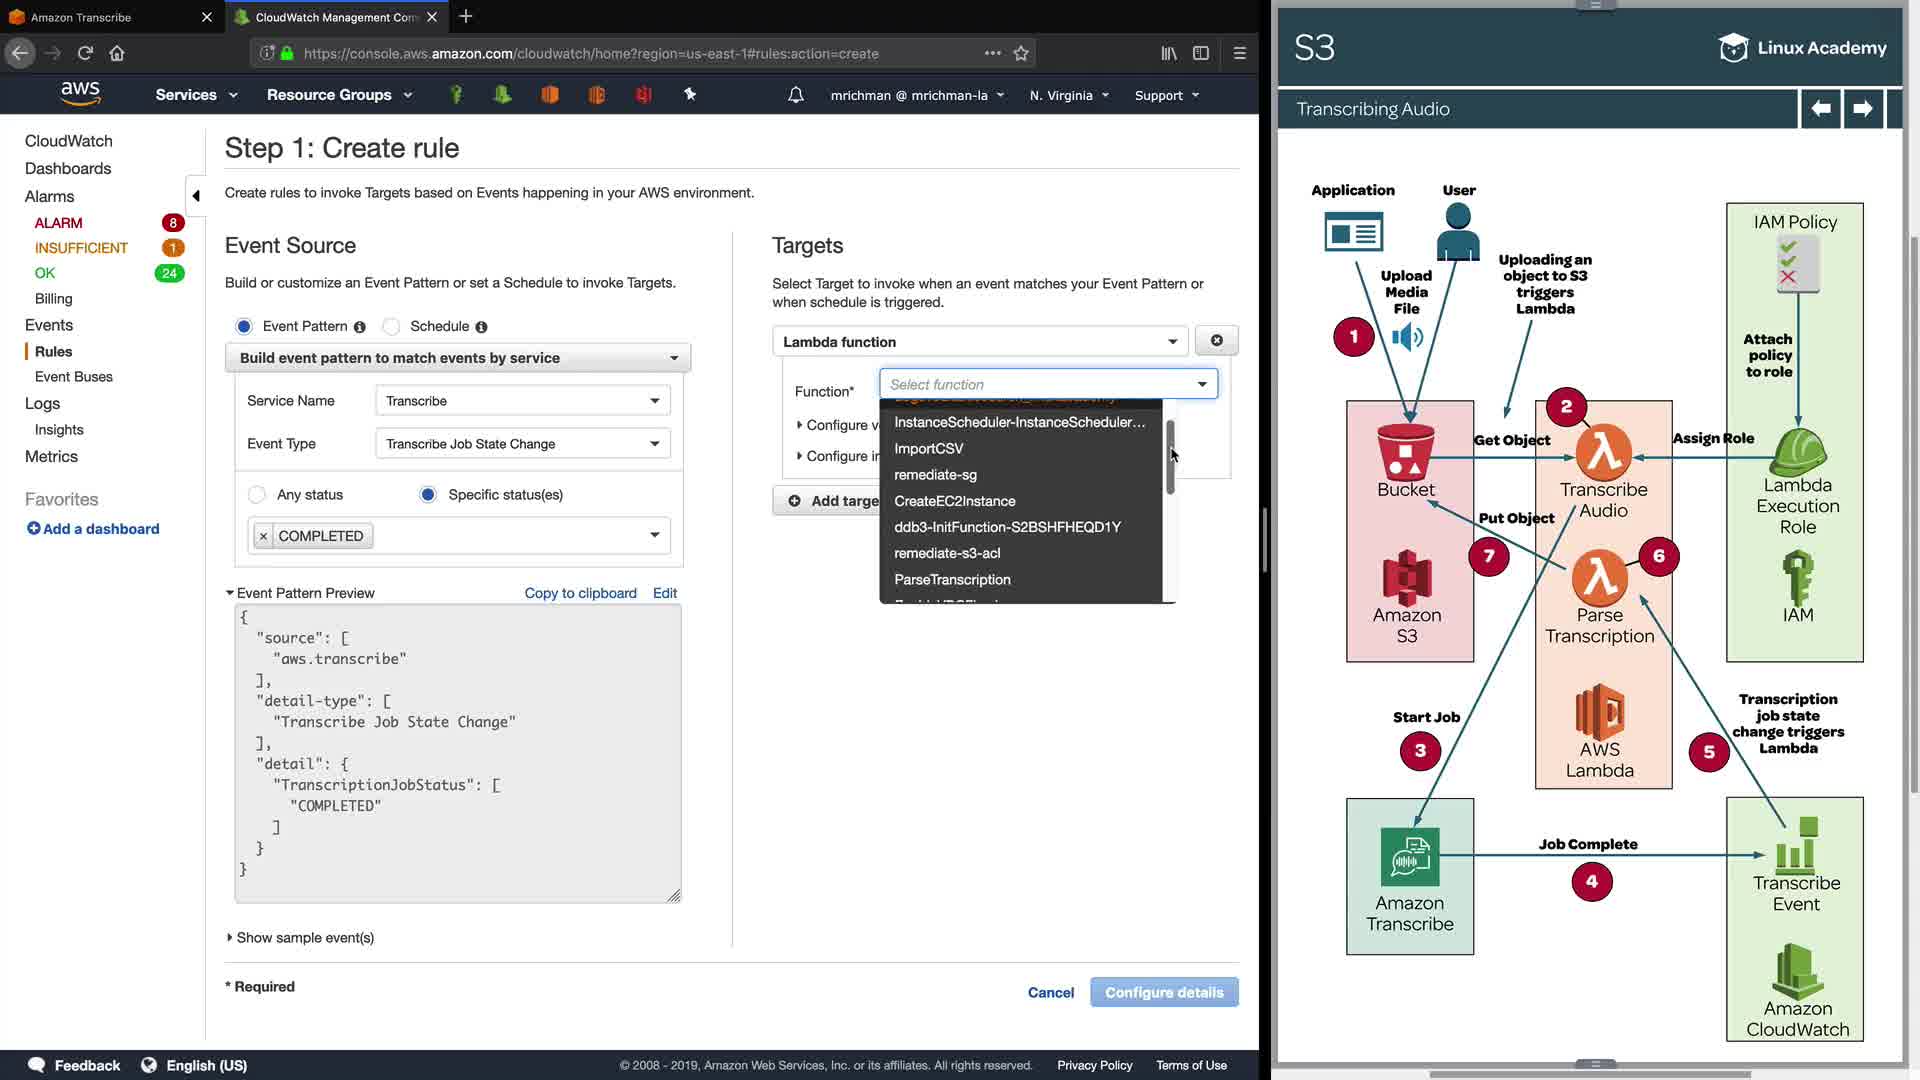 Amazon Transcribe
CloudWatch Management Con
https://console.aws.amazon.com/cloudwatch/home?region=us-east-1#rules:action=create
aws
Services
Resource Groups
mrichman @ mrichman-la
N. Virginia
Support
CloudWatch
Dashboards
Alarms
ALARM 8
INSUFFICIENT 1
OK 24
Billing
Events
Rules
Event Buses
Logs
Insights
Metrics
Favorites
Add a dashboard
Step 1: Create rule
Create rules to invoke Targets based on Events happening in your AWS environment.
Event Source
Build or customize an Event Pattern or set a Schedule to invoke Targets.
Event Pattern
Schedule
Build event pattern to match events by service
Service Name Transcribe
Event Type Transcribe Job State Change
Any status
Specific status(es)
× COMPLETED
Event Pattern Preview
Copy to clipboard
Edit
{
"source": [
"aws.transcribe"
],
"detail-type": [
"Transcribe Job State Change"
],
"detail": {
"TranscriptionJobStatus": [
"COMPLETED"
]
}
}
Show sample event(s)
* Required
Targets
Select Target to invoke when an event matches your Event Pattern or
when schedule is triggered.
Lambda function
Function* Select function
InstanceScheduler-InstanceScheduler...
ImportCSV
remediate-sg
CreateEC2Instance
ddb3-InitFunction-S2BSHFHEQD1Y
remediate-s3-acl
ParseTranscription
Configure v
Configure in
Add targe
Cancel
Configure details
Feedback
English (US)
© 2008 - 2019, Amazon Web Services, Inc. or its affiliates. All rights reserved.
Privacy Policy
Terms of Use
S3
Linux Academy
Transcribing Audio
Application
User
Upload
Media
File
1
Uploading an
object to S3
triggers
Lambda
IAM Policy
Attach
policy
to role
2
Get Object
Assign Role
Bucket
Transcribe
Audio
Lambda
Execution
Role
Put Object
7
6
Amazon
S3
Parse
Transcription
IAM
Start Job
3
AWS
Lambda
5
Transcription
job state
change triggers
Lambda
Job Complete
4
Amazon
Transcribe
Transcribe
Event
Amazon
CloudWatch